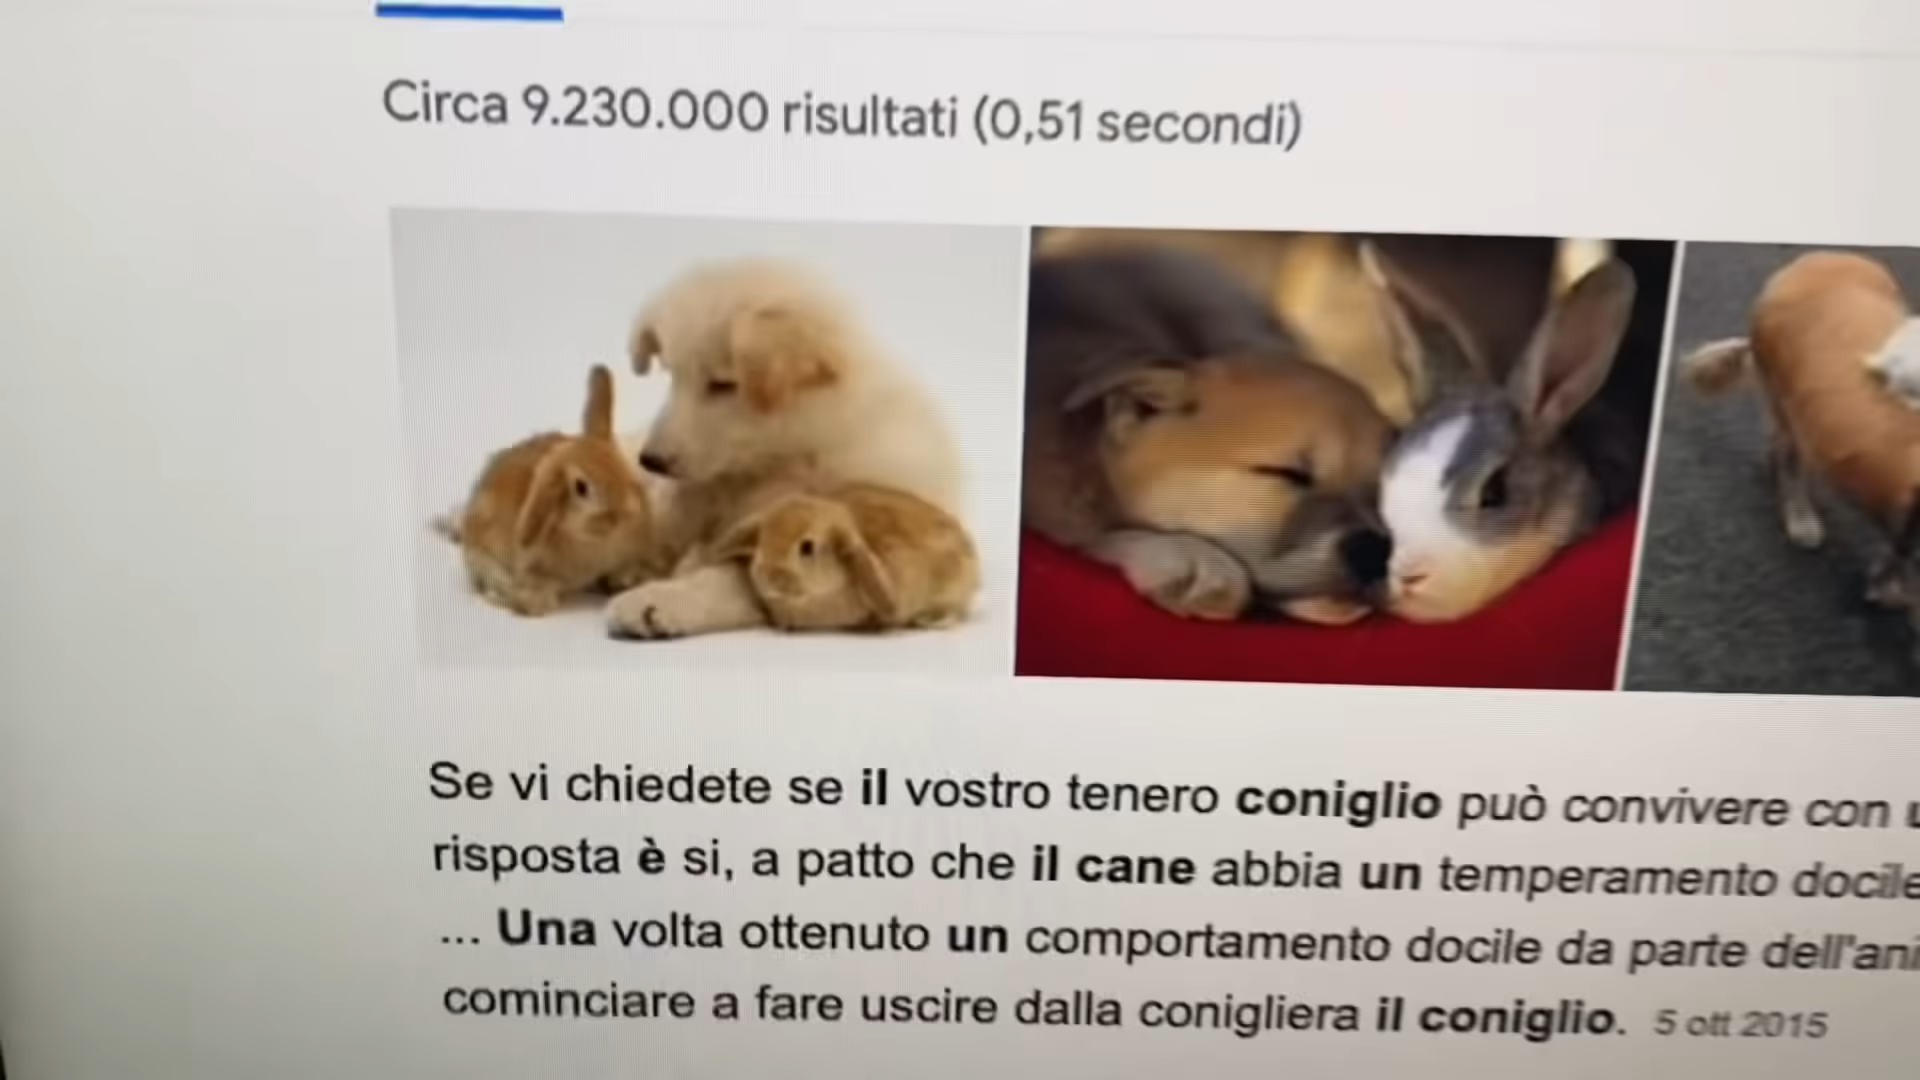 Circa 9.230.000 risultati (0,51 secondi)
Se vi chiedete se il vostro tenero coniglio può convivere con
risposta è si, a patto che il cane abbia un temperamento docile
... Una volta ottenuto un comportamento docile da parte dell'ani
cominciare a fare uscire dalla conigliera il coniglio. 5 ott 2015